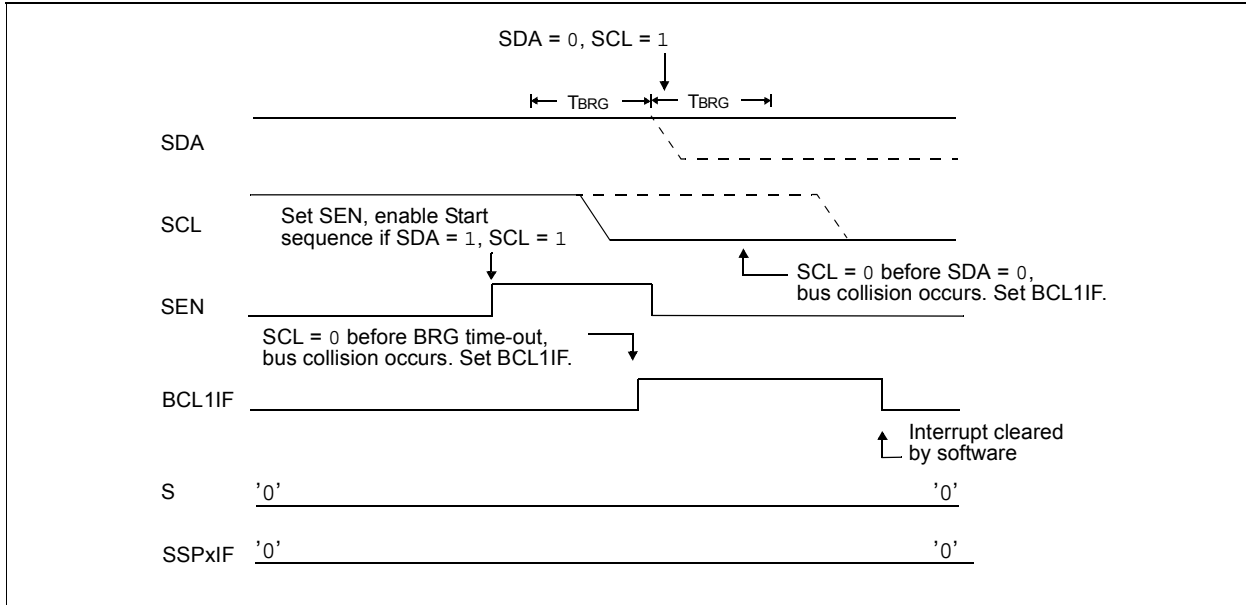 SDA = 0, SCL = 1
TBRG TBRG
SDA
SCL
Set SEN, enable Start
sequence if SDA = 1, SCL = 1
SCL = 0 before SDA = 0,
bus collision occurs. Set BCL1IF.
SEN
SCL = 0 before BRG time-out,
bus collision occurs. Set BCL1IF.
BCL1IF
Interrupt cleared
by software
S '0' '0'
SSPxIF '0' '0'